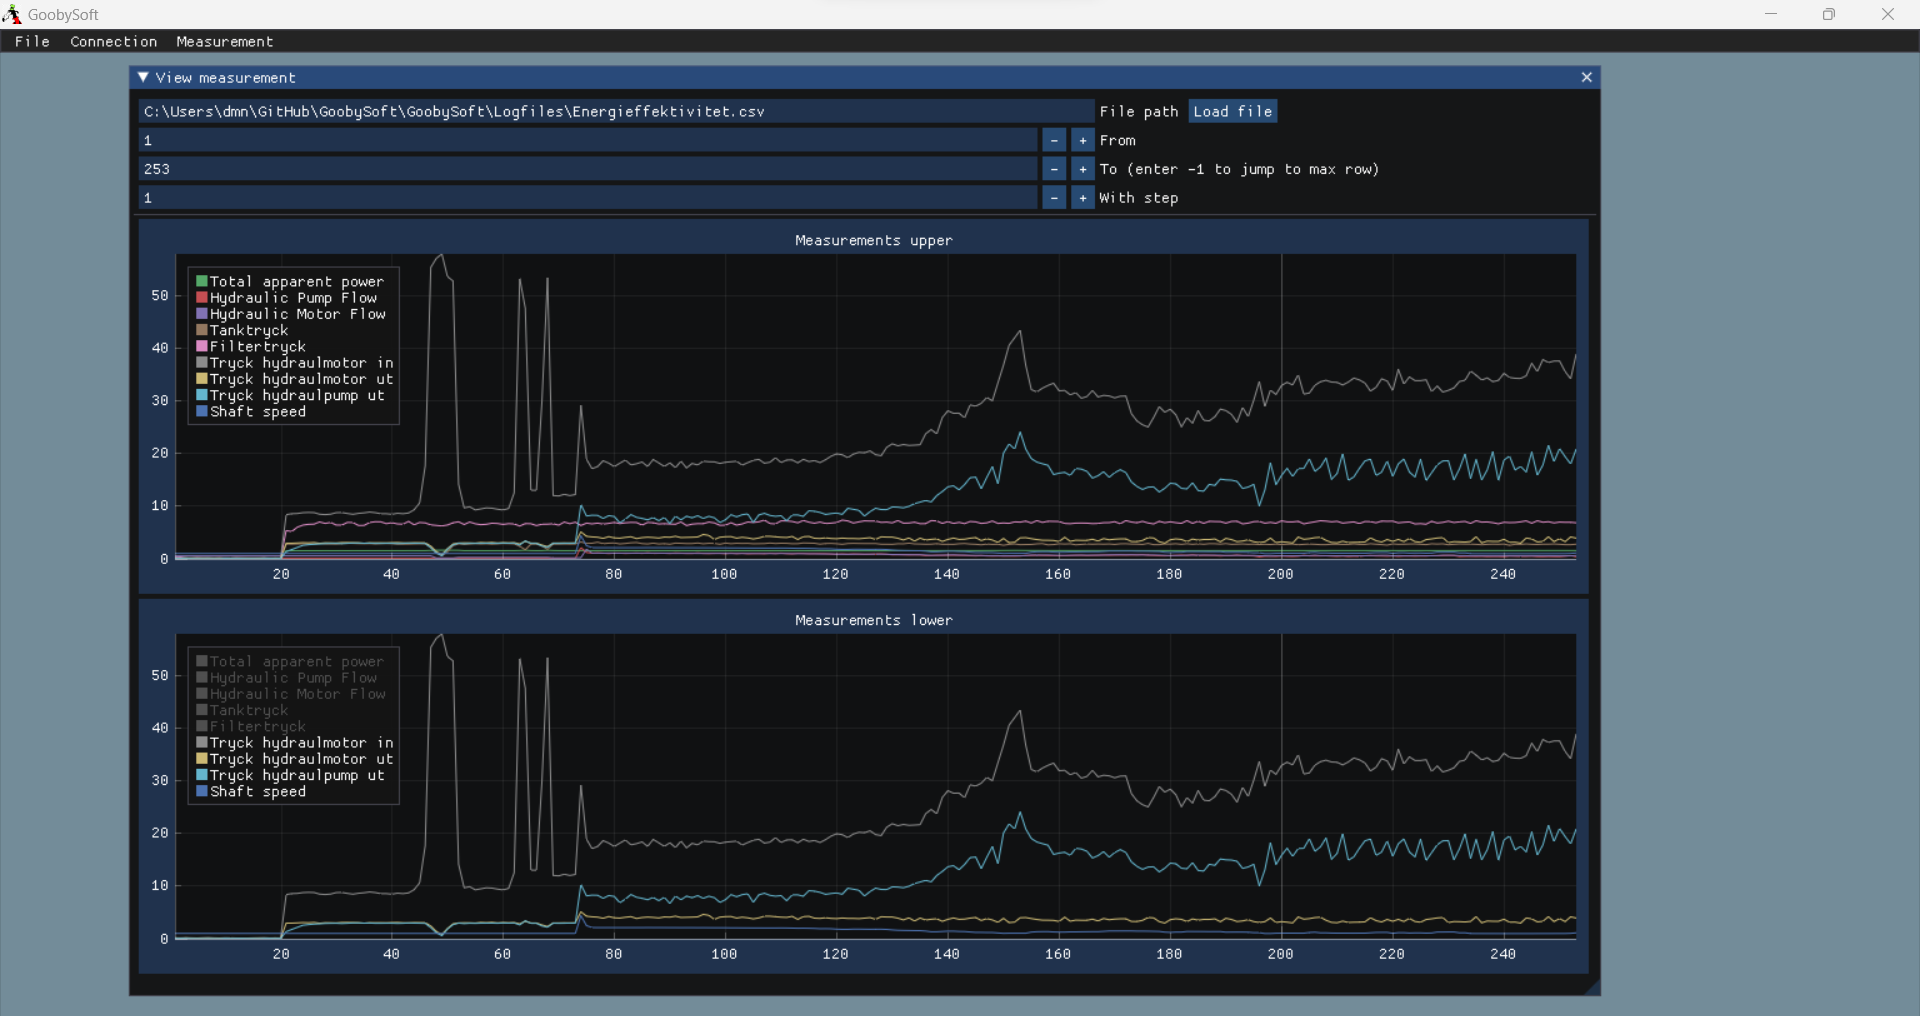 GoobySoft
File Connection Measurement
View measurement
C:\Users\dmn\GitHub\GoobySoft\GoobySoft\Logfiles\Energieffektivitet.csv File path Load file
1 - + From
253 - + To (enter -1 to jump to max row)
1 - + With step
Measurements upper
Total apparent power
Hydraulic Pump Flow
Hydraulic Motor Flow
Tanktryck
Filtertryck
Tryck hydraulmotor in
Tryck hydraulmotor ut
Tryck hydraulpump ut
Shaft speed
50
40
30
20
10
0
20 40 60 80 100 120 140 160 180 200 220 240
Measurements lower
Total apparent power
Hydraulic Pump Flow
Hydraulic Motor Flow
Tanktryck
Filtertryck
Tryck hydraulmotor in
Tryck hydraulmotor ut
Tryck hydraulpump ut
Shaft speed
50
40
30
20
10
0
20 40 60 80 100 120 140 160 180 200 220 240